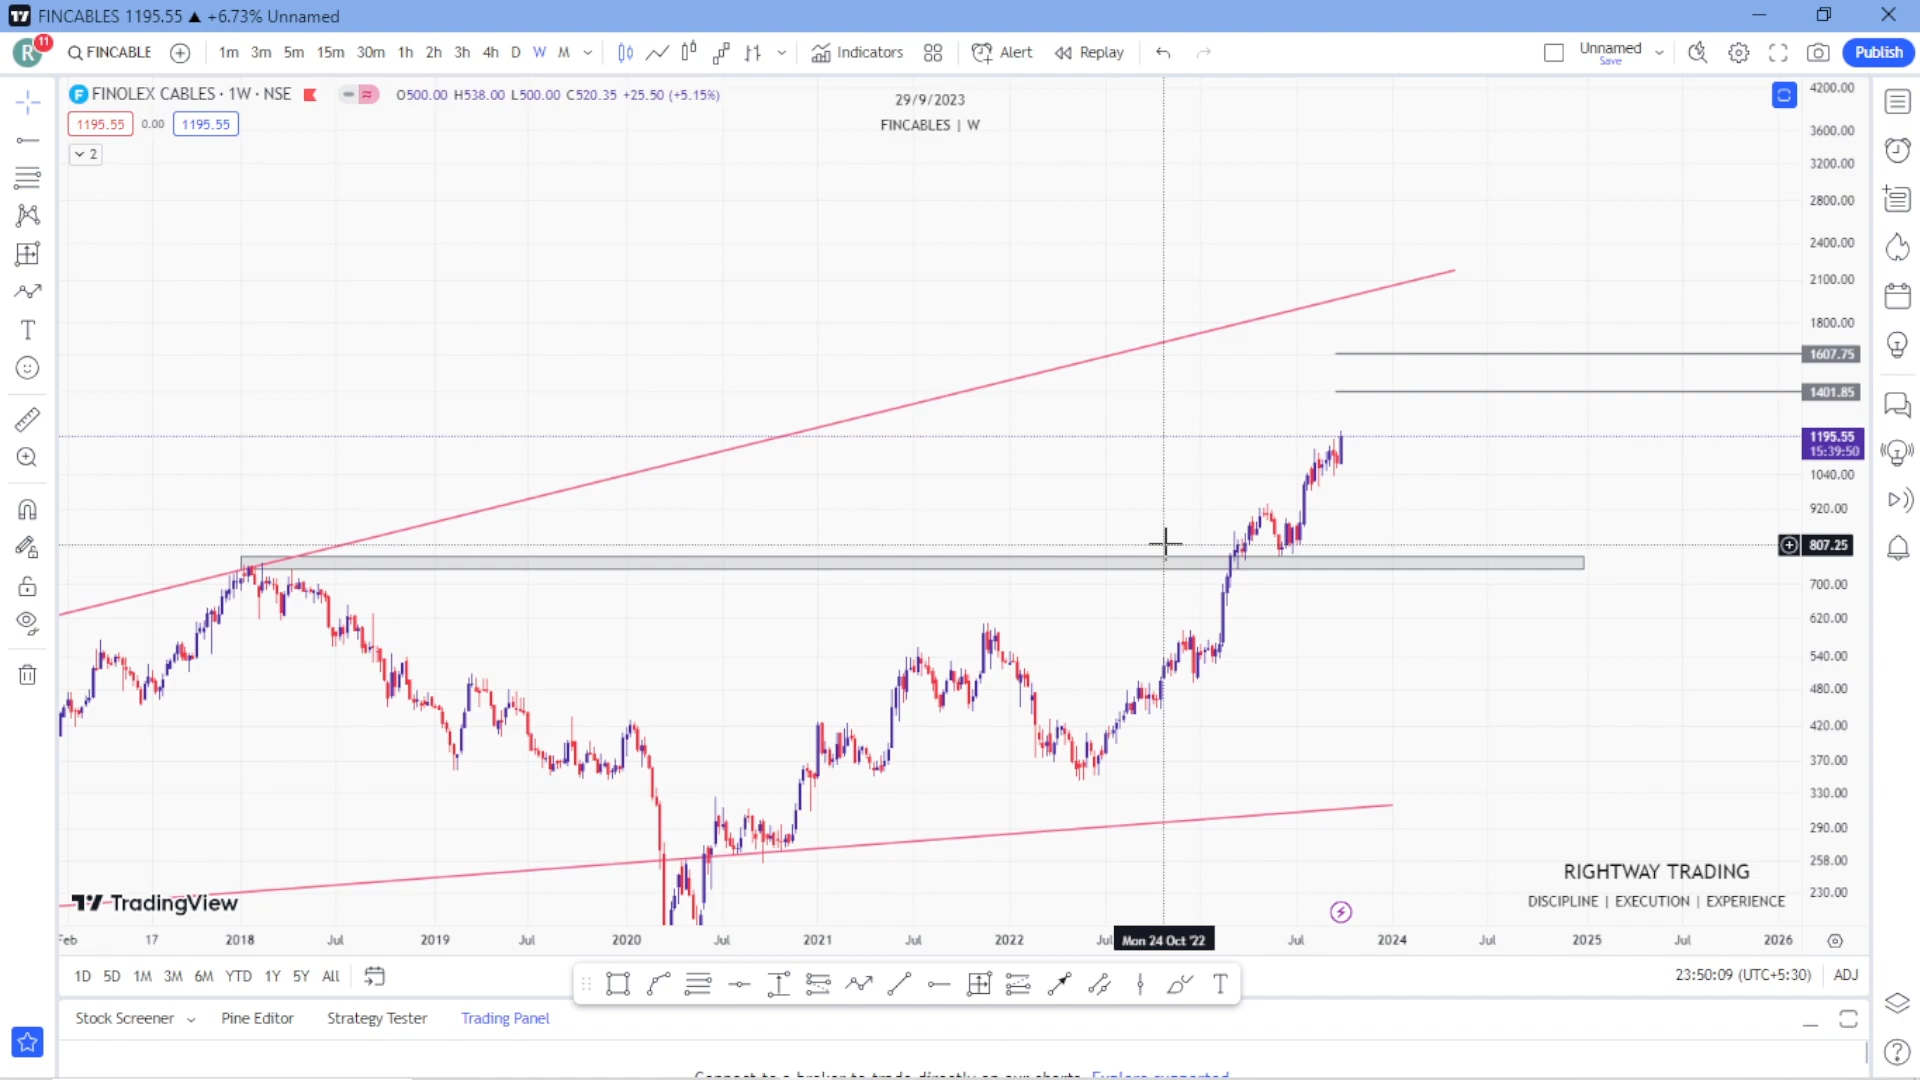 FINCABLES 1195.55 ▲ +6.73% Unnamed
R 11 FINCABLE 1m 3m 5m 15m 30m 1h 2h 3h 4h D W M Indicators Alert Replay Unnamed Save Publish
F FINOLEX CABLES · 1W · NSE O500.00 H538.00 L500.00 C520.35 +25.50 (+5.15%)
1195.55 0.00 1195.55
2
29/9/2023
FINCABLES | W
4200.00
3600.00
3200.00
2800.00
2400.00
2100.00
1800.00
1607.75
1401.85
1195.55
15:39:50
1040.00
920.00
807.25
700.00
620.00
540.00
480.00
420.00
370.00
330.00
290.00
258.00
230.00
RIGHTWAY TRADING
DISCIPLINE | EXECUTION | EXPERIENCE
TradingView
Feb 17 2018 Jul 2019 Jul 2020 Jul 2021 Jul 2022 Jul Mon 24 Oct '22 Jul 2024 Jul 2025 Jul 2026
1D 5D 1M 3M 6M YTD 1Y 5Y All 23:50:09 (UTC+5:30) ADJ
Stock Screener Pine Editor Strategy Tester Trading Panel